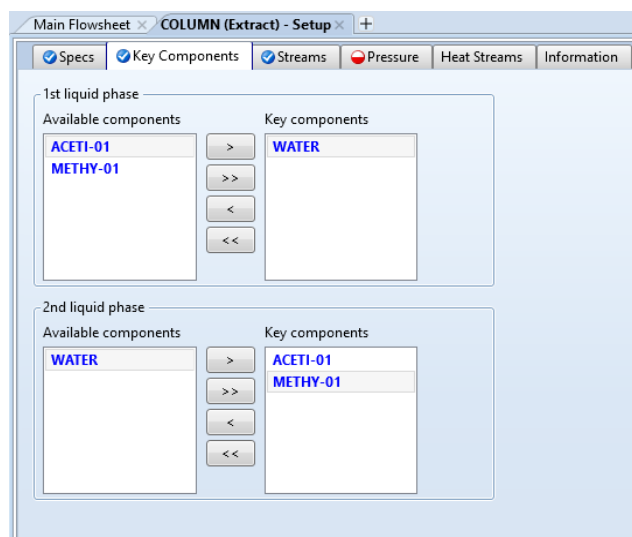 Main Flowsheet × COLUMN (Extract) - Setup × +
Specs Key Components Streams Pressure Heat Streams Information
1st liquid phase
Available components Key components
ACETI-01 > WATER
METHY-01
>>
<
<<
2nd liquid phase
Available components Key components
WATER > ACETI-01
METHY-01
>>
<
<<